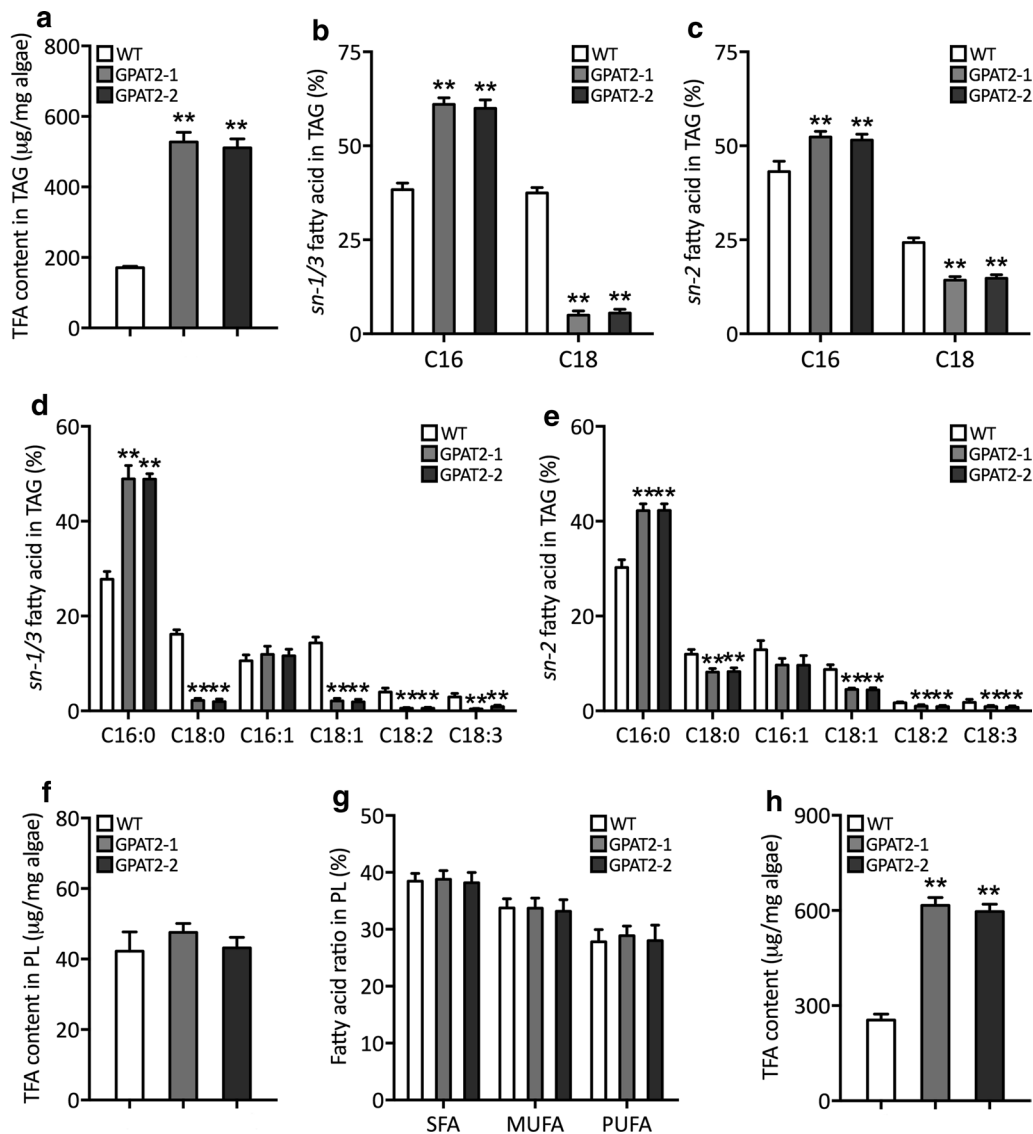 a
TFA content in TAG (μg/mg algae)
800
600
400
200
0
WT
GPAT2-1
GPAT2-2
**
**
b
sn-1/3 fatty acid in TAG (%)
75
50
25
0
WT
GPAT2-1
GPAT2-2
** **
** **
C16 C18
c
sn-2 fatty acid in TAG (%)
75
50
25
0
WT
GPAT2-1
GPAT2-2
** **
** **
C16 C18
d
sn-1/3 fatty acid in TAG (%)
60
40
20
0
WT
GPAT2-1
GPAT2-2
** **
****
****
****
** **
C16:0 C18:0 C16:1 C18:1 C18:2 C18:3
e
sn-2 fatty acid in TAG (%)
60
40
20
0
WT
GPAT2-1
GPAT2-2
****
** **
****
****
****
C16:0 C18:0 C16:1 C18:1 C18:2 C18:3
f
TFA content in PL (μg/mg algae)
80
60
40
20
0
WT
GPAT2-1
GPAT2-2
g
Fatty acid ratio in PL (%)
50
40
30
20
10
0
WT
GPAT2-1
GPAT2-2
SFA MUFA PUFA
h
TFA content (μg/mg algae)
900
600
300
0
WT
GPAT2-1
GPAT2-2
** **